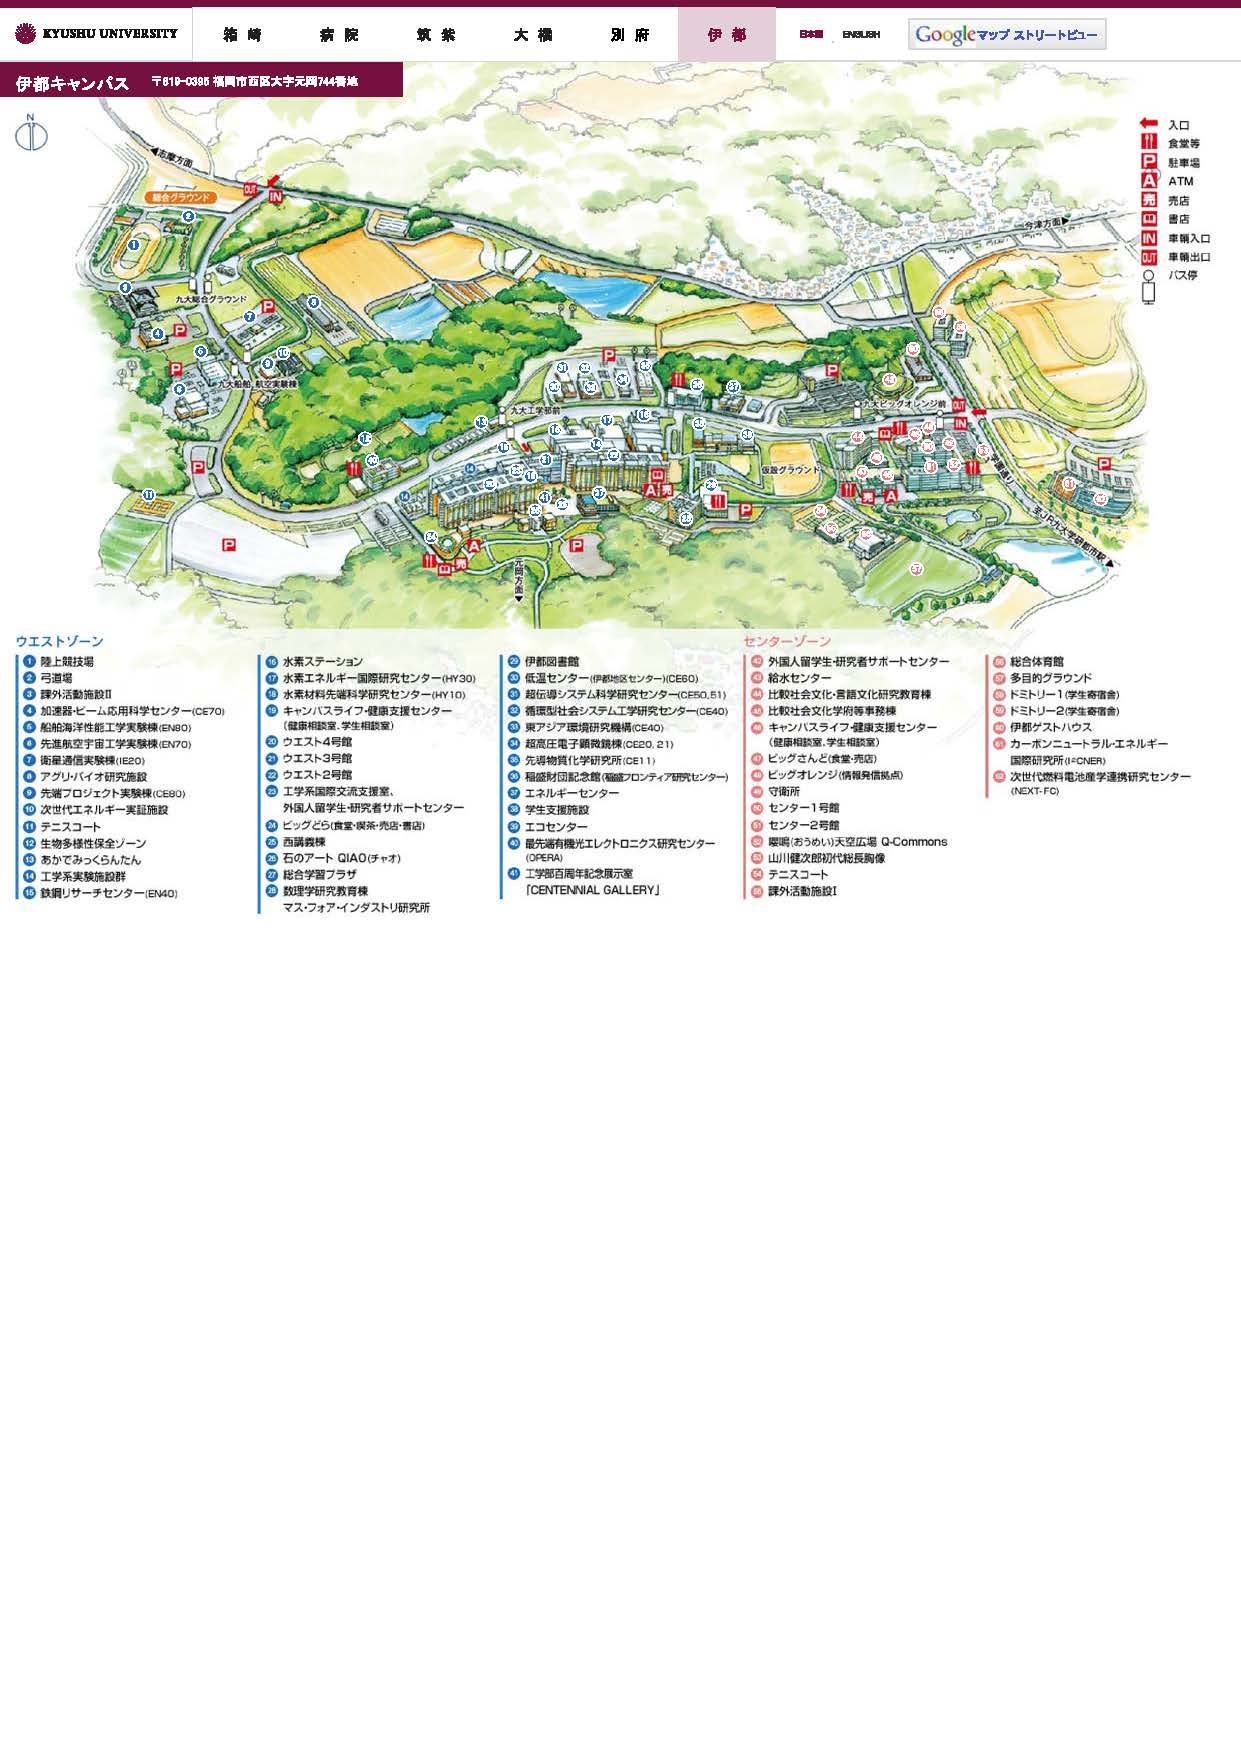 KYUSHU UNIVERSITY
箱崎
病院
筑紫
大橋
別府
伊都
日本語
ENGLISH
Googleマップ ストリートビュー
伊都キャンパス
〒819-0395 福岡市西区大字元岡744番地
N
入口
食堂等
駐車場
ATM
売店
書店
車輌入口
車輌出口
バス停
◀志摩方面
総合グラウンド
OUT
IN
今津方面▶
九大総合グラウンド
九大船舶・航空実験棟
九大工学部前
九大ビッグオレンジ前
OUT
IN
仮設グラウンド
学園通り
至JR九大学研都市駅▶
元岡方面▼
ウエストゾーン
1 陸上競技場
2 弓道場
3 課外活動施設Ⅱ
4 加速器・ビーム応用科学センター(CE70)
5 船舶海洋性能工学実験棟(EN80)
6 先進航空宇宙工学実験棟(EN70)
7 衛星通信実験棟(IE20)
8 アグリ・バイオ研究施設
9 先端プロジェクト実験棟(CE80)
10 次世代エネルギー実証施設
11 テニスコート
12 生物多様性保全ゾーン
13 あかでみっくらんたん
14 工学系実験施設群
15 鉄鋼リサーチセンター(EN40)
16 水素ステーション
17 水素エネルギー国際研究センター(HY30)
18 水素材料先端科学研究センター(HY10)
19 キャンパスライフ・健康支援センター
(健康相談室、学生相談室)
20 ウエスト4号館
21 ウエスト3号館
22 ウエスト2号館
23 工学系国際交流支援室、
外国人留学生・研究者サポートセンター
24 ビッグどら(食堂・喫茶・売店・書店)
25 西講義棟
26 石のアート QIAO(チャオ)
27 総合学習プラザ
28 数理学研究教育棟
マス・フォア・インダストリ研究所
29 伊都図書館
30 低温センター(伊都地区センター)(CE60)
31 超伝導システム科学研究センター(CE50,51)
32 循環型社会システム工学研究センター(CE40)
33 東アジア環境研究機構(CE40)
34 超高圧電子顕微鏡棟(CE20, 21)
35 先導物質化学研究所(CE11)
36 稲盛財団記念館(稲盛フロンティア研究センター)
37 エネルギーセンター
38 学生支援施設
39 エコセンター
40 最先端有機光エレクトロニクス研究センター
(OPERA)
41 工学部百周年記念展示室
「CENTENNIAL GALLERY」
センターゾーン
42 外国人留学生・研究者サポートセンター
43 給水センター
44 比較社会文化・言語文化研究教育棟
45 比較社会文化学府等事務棟
46 キャンパスライフ・健康支援センター
(健康相談室、学生相談室)
47 ビッグさんど(食堂・売店)
48 ビッグオレンジ(情報発信拠点)
49 守衛所
50 センター1号館
51 センター2号館
52 嚶鳴(おうめい)天空広場 Q-Commons
53 山川健次郎初代総長胸像
54 テニスコート
55 課外活動施設Ⅰ
56 総合体育館
57 多目的グラウンド
58 ドミトリー1(学生寄宿舎)
59 ドミトリー2(学生寄宿舎)
60 伊都ゲストハウス
61 カーボンニュートラル・エネルギー
国際研究所(I²CNER)
62 次世代燃料電池産学連携研究センター
(NEXT-FC)